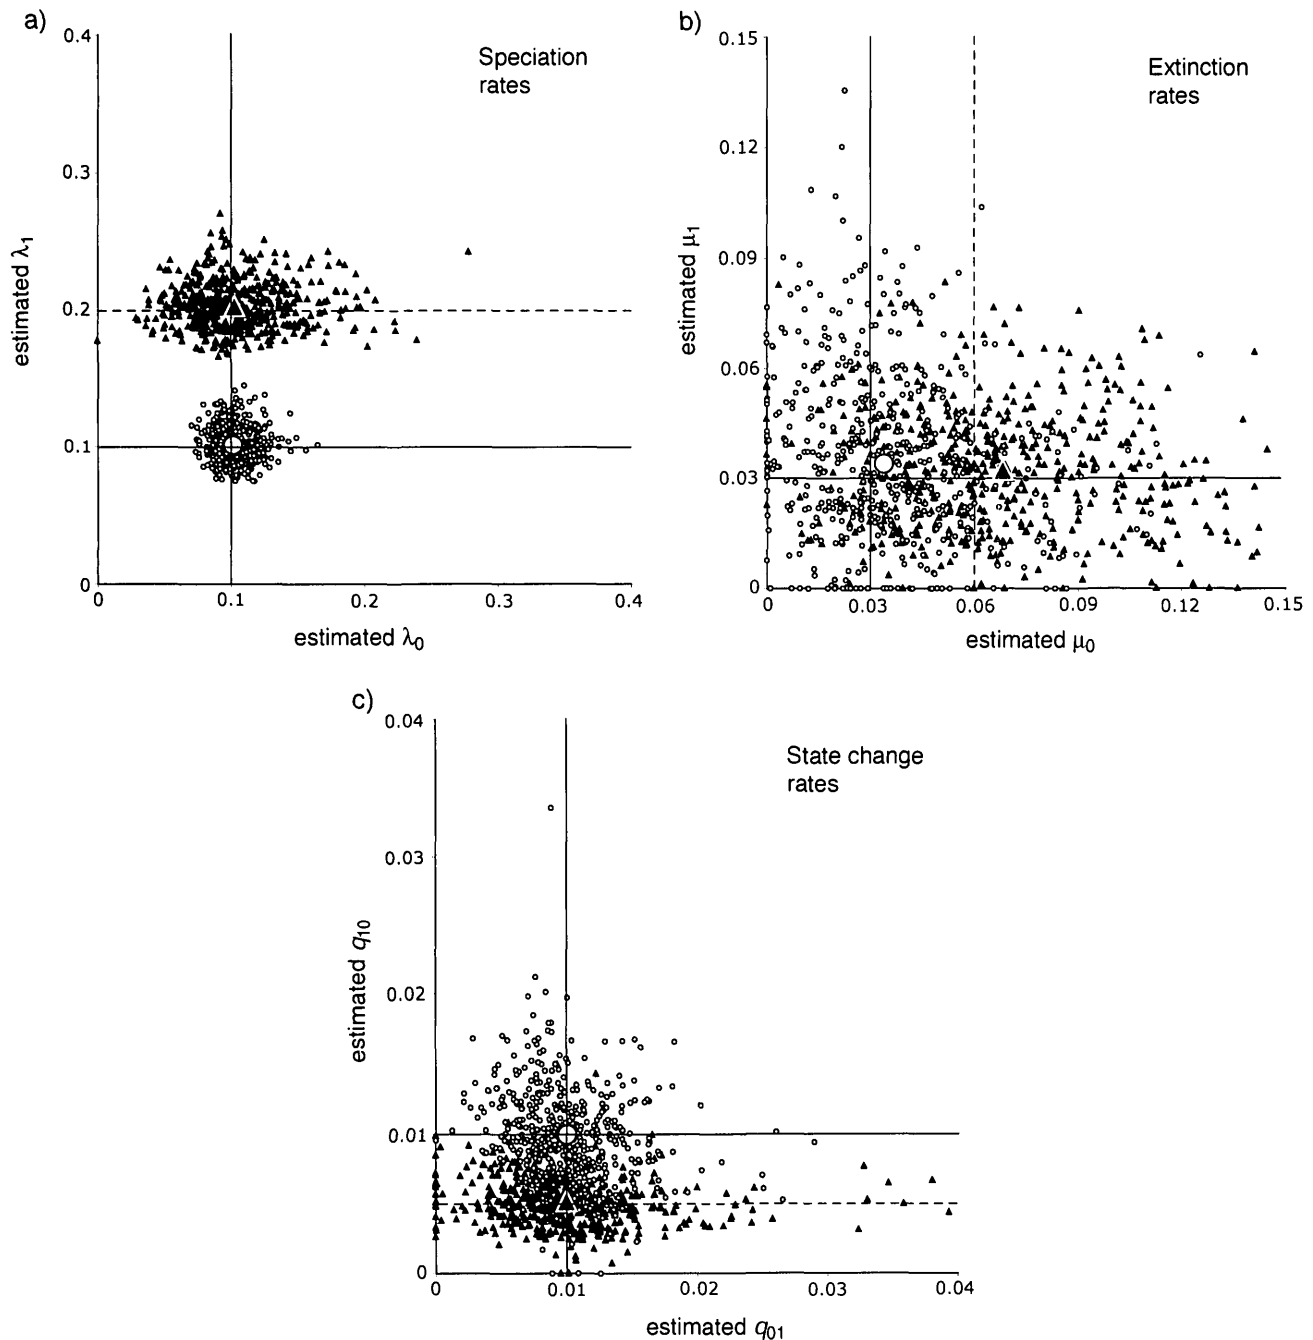 a)
Speciation
rates
0.4
0.3
0.2
0.1
0
estimated λ1
0
0.1
0.2
0.3
0.4
estimated λ0
b)
Extinction
rates
0.15
0.12
0.09
0.06
0.03
0
estimated μ1
0
0.03
0.06
0.09
0.12
0.15
estimated μ0
c)
State change
rates
0.04
0.03
0.02
0.01
0
estimated q10
0
0.01
0.02
0.03
0.04
estimated q01